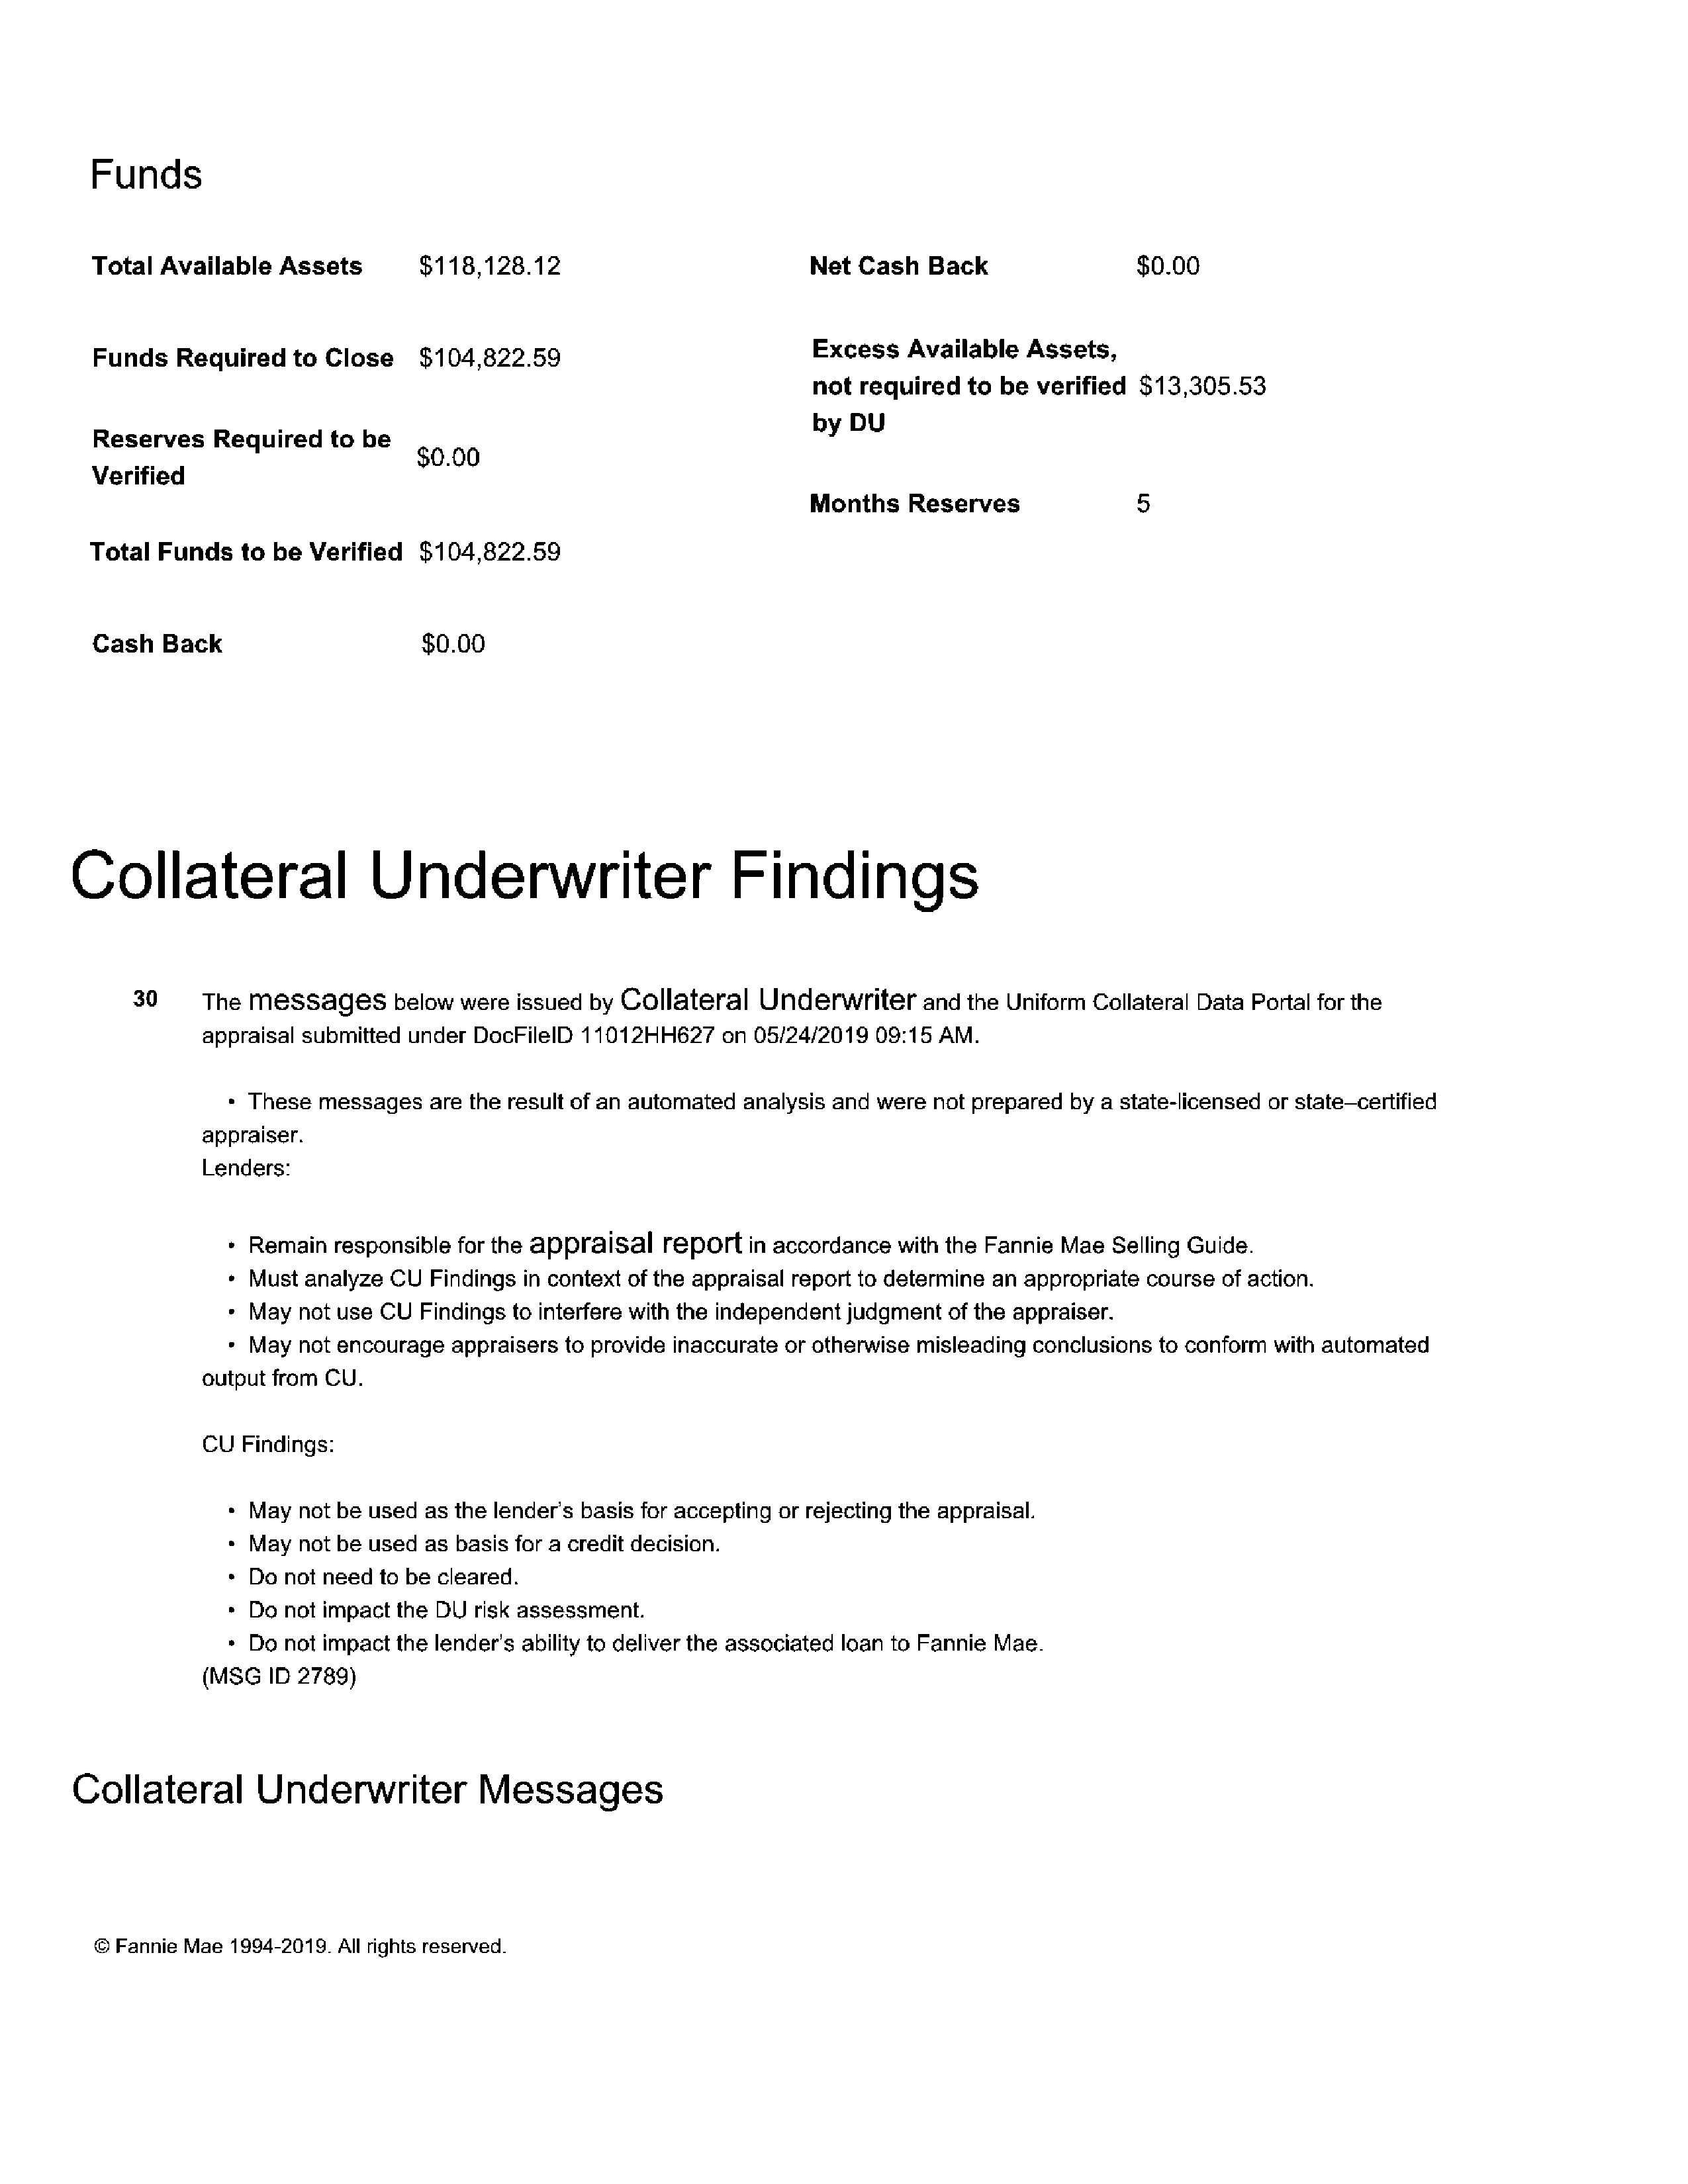 Funds
Total Available Assets $118,128.12
Net Cash Back $0.00
Funds Required to Close $104,822.59
Excess Available Assets,
not required to be verified $13,305.53
by DU
Reserves Required to be
$0.00
Verified
Months Reserves 5
Total Funds to be Verified $104,822.59
Cash Back $0.00
Collateral Underwriter Findings
30 The messages below were issued by Collateral Underwriter and the Uniform Collateral Data Portal for the
appraisal submitted under DocFileID 11012HH627 on 05/24/2019 09:15 AM.
• These messages are the result of an automated analysis and were not prepared by a state-licensed or state–certified
appraiser.
Lenders:
• Remain responsible for the appraisal report in accordance with the Fannie Mae Selling Guide.
• Must analyze CU Findings in context of the appraisal report to determine an appropriate course of action.
• May not use CU Findings to interfere with the independent judgment of the appraiser.
• May not encourage appraisers to provide inaccurate or otherwise misleading conclusions to conform with automated
output from CU.
CU Findings:
• May not be used as the lender's basis for accepting or rejecting the appraisal.
• May not be used as basis for a credit decision.
• Do not need to be cleared.
• Do not impact the DU risk assessment.
• Do not impact the lender's ability to deliver the associated loan to Fannie Mae.
(MSG ID 2789)
Collateral Underwriter Messages
© Fannie Mae 1994-2019. All rights reserved.